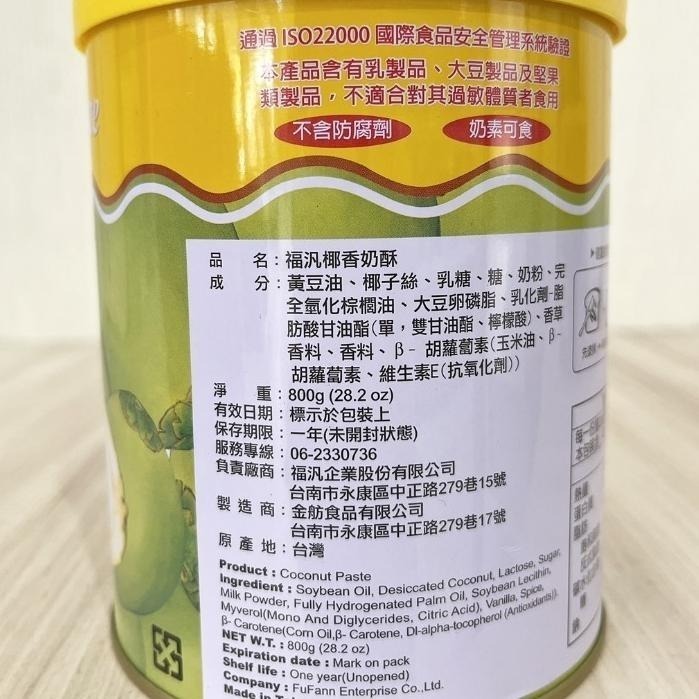 通過 ISO22000 國際食品安全管理系統驗證
本產品含有乳製品、大豆製品及堅果
類製品，不適合對其過敏體質者食用
不含防腐劑 奶素可食
品 名：福汎椰香奶酥
成 分：黃豆油、椰子絲、乳糖、糖、奶粉、完
全氫化棕櫚油、大豆卵磷脂、乳化劑-脂
肪酸甘油酯(單，雙甘油酯、檸檬酸)、香草
香料、香料、β- 胡蘿蔔素(玉米油、β-
胡蘿蔔素、維生素E(抗氧化劑))
淨 重：800g (28.2 oz)
有效日期：標示於包裝上
保存期限：一年(未開封狀態)
服務專線：06-2330736
負責廠商：福汎企業股份有限公司
台南市永康區中正路279巷15號
製 造 商：金舫食品有限公司
台南市永康區中正路279巷17號
原 產 地：台灣
Product : Coconut Paste
Ingredient : Soybean Oil, Desiccated Coconut, Lactose, Sugar,
Milk Powder, Fully Hydrogenated Palm Oil, Soybean Lecithin,
Myverol(Mono And Diglycerides, Citric Acid), Vanilla, Spice,
β- Carotene(Corn Oil,β- Carotene, Dl-alpha-tocopherol (Antioxidants)).
NET W.T. : 800g (28.2 oz)
Expiration date : Mark on pack
Shelf life : One year(Unopened)
Company : FuFann Enterprise Co.,Ltd.
Made in